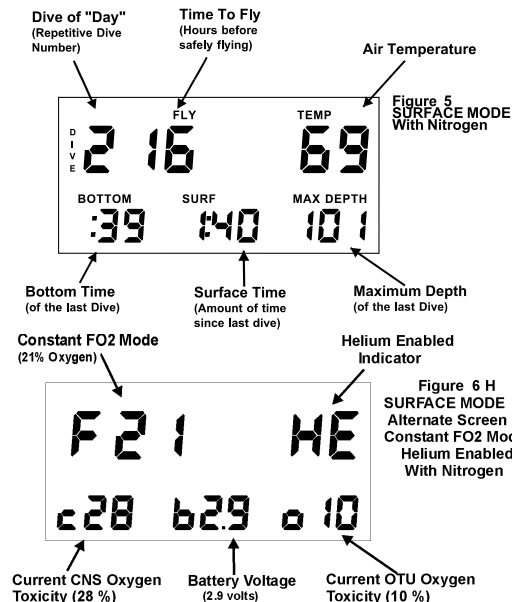 Dive of "Day"
(Repetitive Dive
Number)
Time To Fly
(Hours before
safely flying)
Air Temperature
Figure 5
SURFACE MODE
With Nitrogen
DIVE
FLY
TEMP
2 16 69
BOTTOM SURF MAX DEPTH
:39 1:40 101
Bottom Time
(of the last Dive)
Surface Time
(Amount of time
since last dive)
Maximum Depth
(of the last Dive)
Constant FO2 Mode
(21% Oxygen)
Helium Enabled
Indicator
Figure 6 H
SURFACE MODE
Alternate Screen
Constant FO2 Mod
Helium Enabled
With Nitrogen
F21 HE
c28 b2.9 o 10
Current CNS Oxygen
Toxicity (28 %)
Battery Voltage
(2.9 volts)
Current OTU Oxygen
Toxicity (10 %)